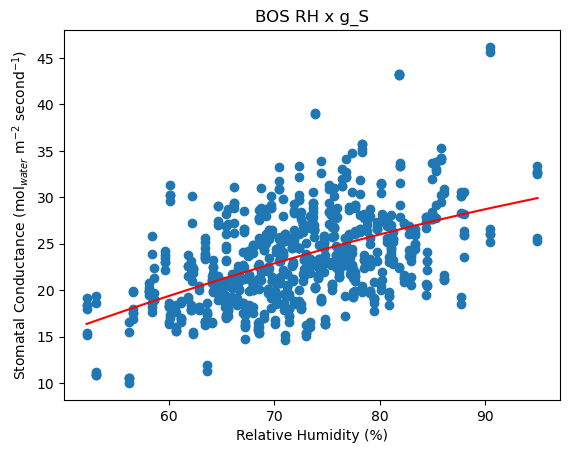 BOS RH x g_S
Stomatal Conductance (mol_water m⁻² second⁻¹)
45
40
35
30
25
20
15
10
60 70 80 90
Relative Humidity (%)